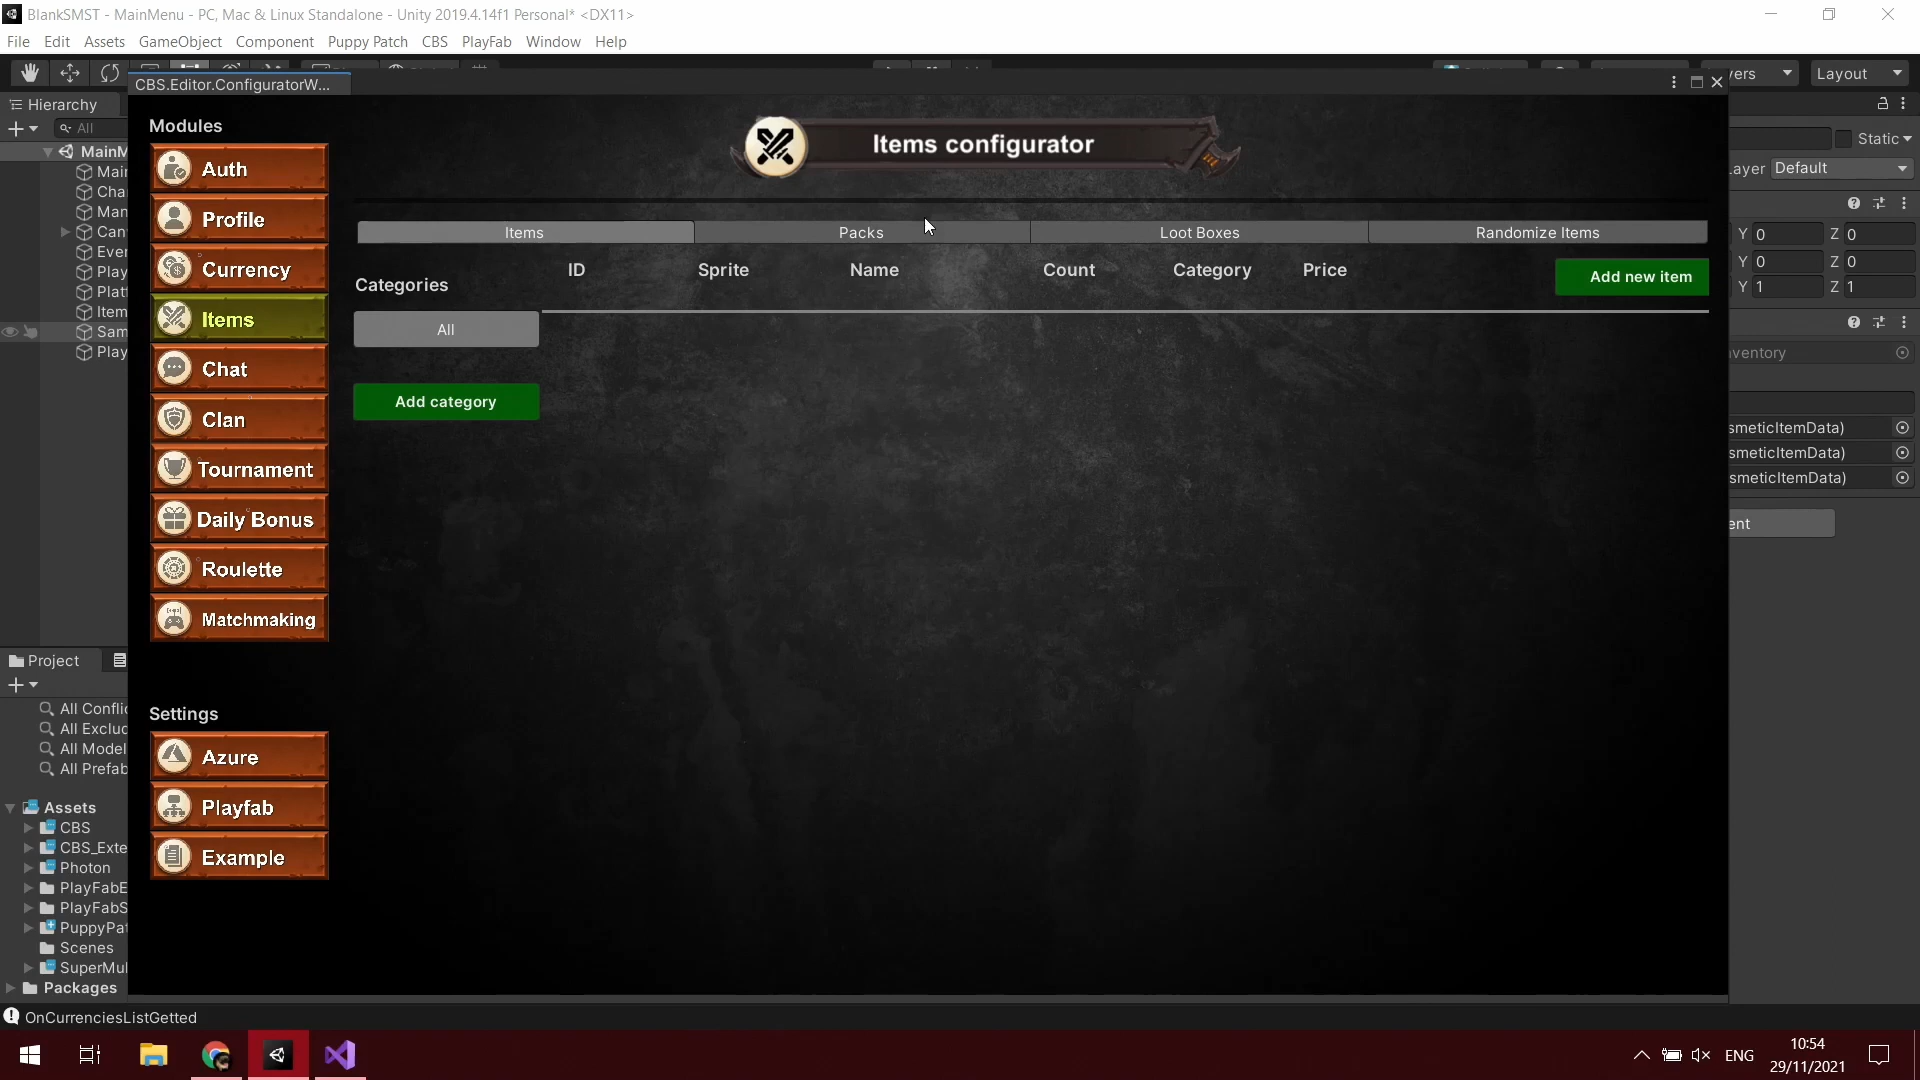 BlankSMST - MainMenu - PC, Mac & Linux Standalone - Unity 2019.4.14f1 Personal* <DX11>
File Edit Assets GameObject Component Puppy Patch CBS PlayFab Window Help
Layout
CBS.Editor.ConfiguratorW...
Hierarchy
All
Static
Layer Default
Y 0 Z 0
Y 0 Z 0
Y 1 Z 1
Modules
Auth
Profile
Currency
Items
Chat
Clan
Tournament
Daily Bonus
Roulette
Matchmaking
Settings
Azure
Playfab
Example
Items configurator
Items Packs Loot Boxes Randomize Items
Categories
ID Sprite Name Count Category Price
Add new item
All
Add category
smeticItemData)
smeticItemData)
smeticItemData)
Project
All Conflic
All Exclud
All Model
All Prefab
Assets
CBS
CBS_Exte
Photon
PlayFabE
PlayFabS
PuppyPat
Scenes
SuperMul
Packages
OnCurrenciesListGetted
ENG
10:54
29/11/2021